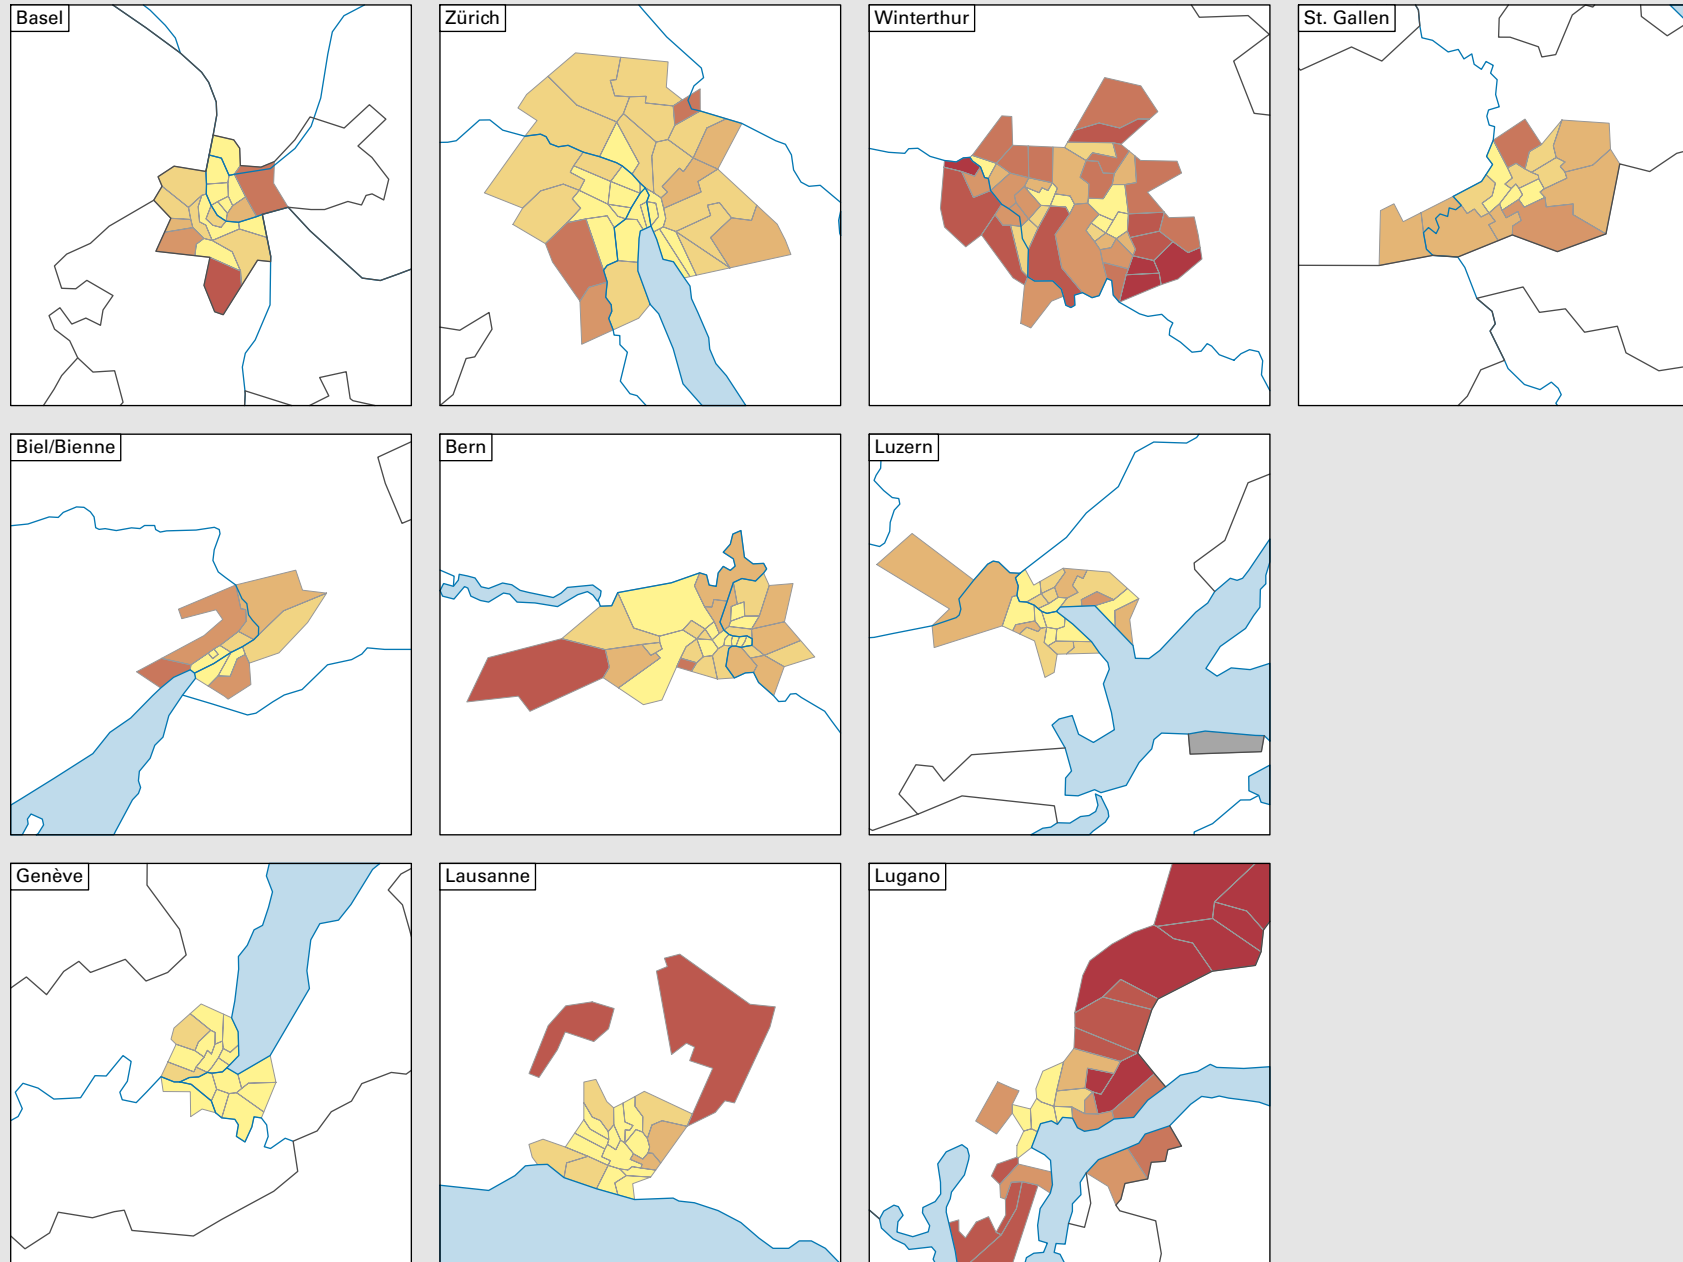 Basel
Zürich
Winterthur
St. Gallen
Biel/Bienne
Bern
Luzern
Genève
Lausanne
Lugano